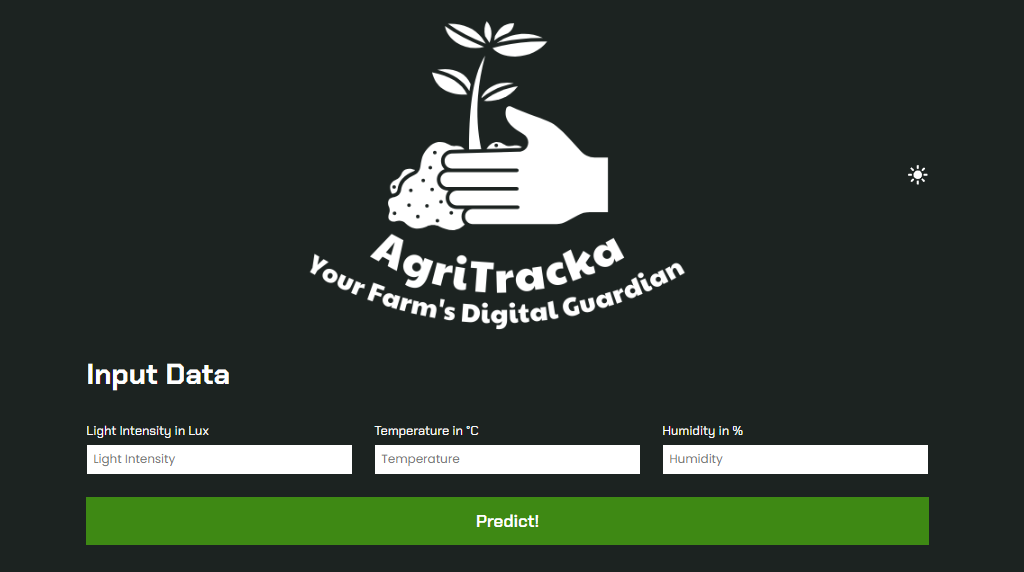 AgriTracka
Your Farm's Digital Guardian
Input Data
Light Intensity in Lux
Temperature in °C
Humidity in %
Light Intensity
Temperature
Humidity
Predict!